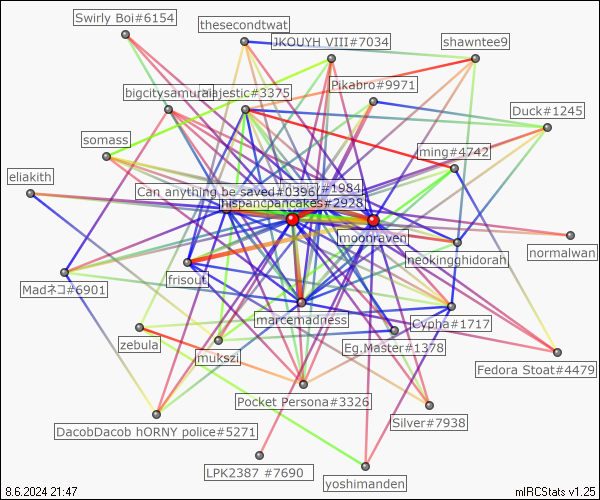 Swirly Boi#6154
thesecondtwat
JKOUYH VIII#7034
shawntee9
Pikabro#9971
bigcitysamurai
ajestic#3375
Duck#1245
somass
ming#4742
eliakith
Can anything be saved#0396
#1984
hispancpancakes#2928
moonraven
normalwan
neokingghidorah
frisout
Madネコ#6901
marcemadness
Cypha#1717
zebula
Eg.Master#1378
mukszi
Fedora Stoat#4479
Pocket Persona#3326
Silver#7938
DacobDacob hORNY police#5271
LPK2387 #7690
yoshimanden
8.6.2024 21:47
mIRCStats v1.25